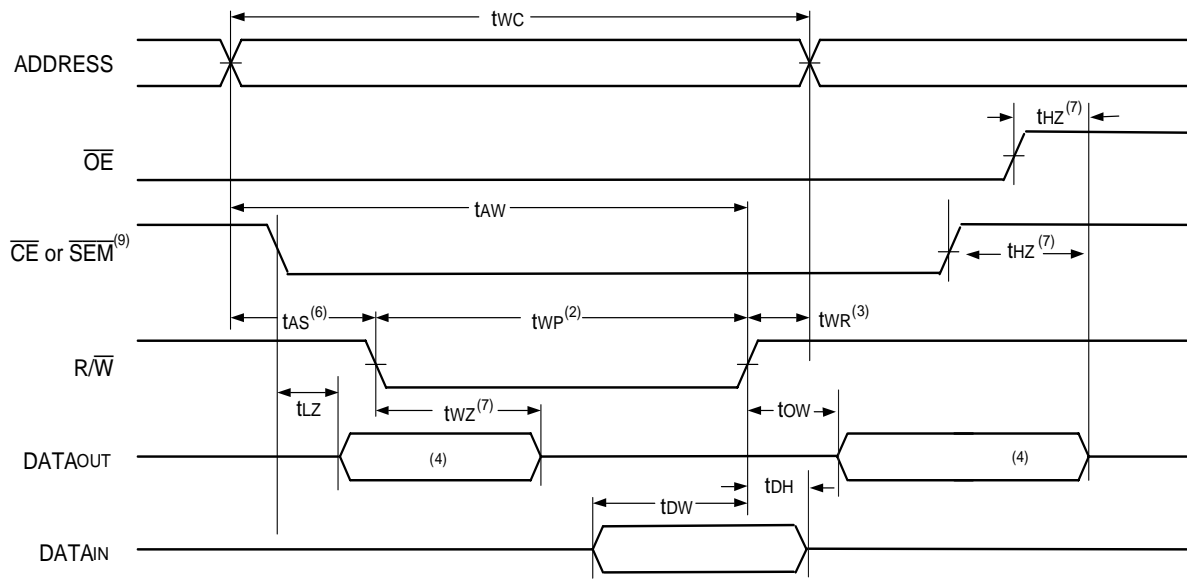 tWC
ADDRESS
tHZ(7)
OE
tAW
CE or SEM(9)
tHZ(7)
tAS(6)
tWP(2)
tWR(3)
R/W
tLZ
tWZ(7)
tOW
DATAOUT
(4)
(4)
tDW
tDH
DATAIN